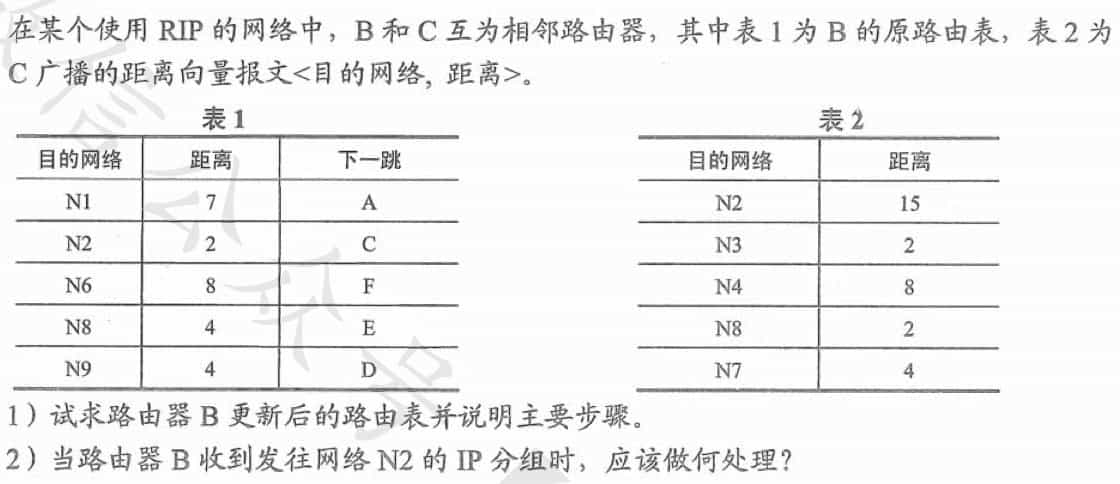 在某个使用 RIP 的网络中，B 和 C 互为相邻路由器，其中表 1 为 B 的原路由表，表 2 为
C 广播的距离向量报文<目的网络, 距离>。
表 1
目的网络 距离 下一跳
N1 7 A
N2 2 C
N6 8 F
N8 4 E
N9 4 D
表 2
目的网络 距离
N2 15
N3 2
N4 8
N8 2
N7 4
1）试求路由器 B 更新后的路由表并说明主要步骤。
2）当路由器 B 收到发往网络 N2 的 IP 分组时，应该做何处理？
信公众号